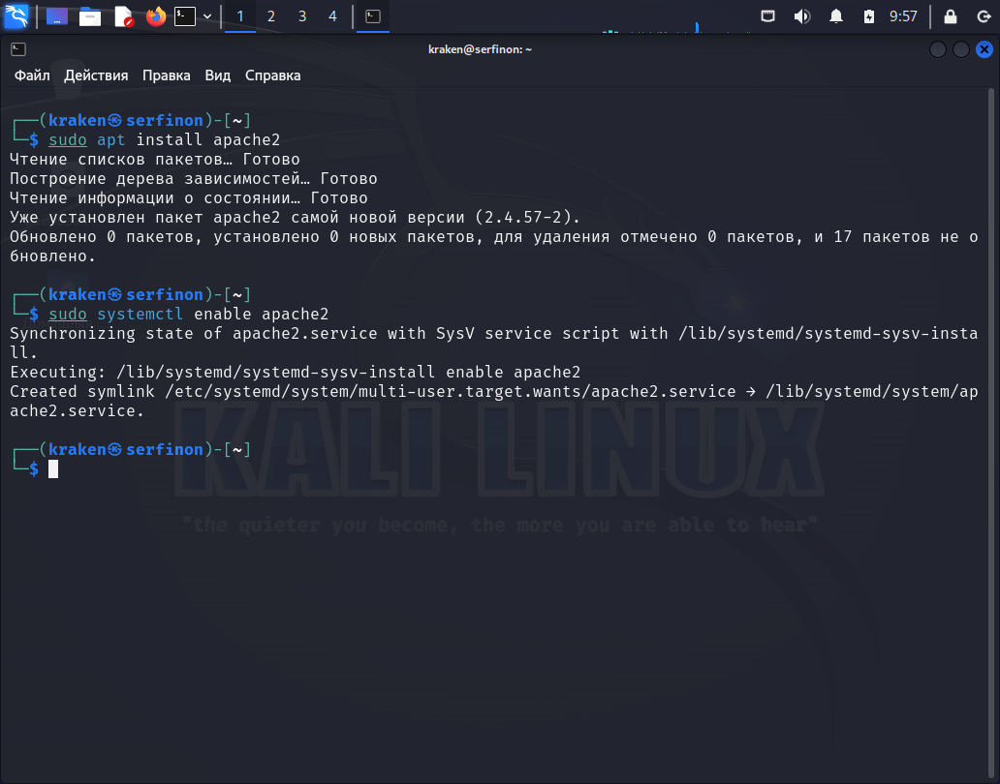 1 2 3 4 9:57
kraken@serfinon: ~
Файл Действия Правка Вид Справка
┌──(kraken㉿serfinon)-[~]
└─$ sudo apt install apache2
Чтение списков пакетов… Готово
Построение дерева зависимостей… Готово
Чтение информации о состоянии… Готово
Уже установлен пакет apache2 самой новой версии (2.4.57-2).
Обновлено 0 пакетов, установлено 0 новых пакетов, для удаления отмечено 0 пакетов, и 17 пакетов не о
бновлено.
┌──(kraken㉿serfinon)-[~]
└─$ sudo systemctl enable apache2
Synchronizing state of apache2.service with SysV service script with /lib/systemd/systemd-sysv-insta
ll.
Executing: /lib/systemd/systemd-sysv-install enable apache2
Created symlink /etc/systemd/system/multi-user.target.wants/apache2.service → /lib/systemd/system/ap
ache2.service.
┌──(kraken㉿serfinon)-[~]
└─$
KALI LINUX
"the quieter you become, the more you are able to hear"